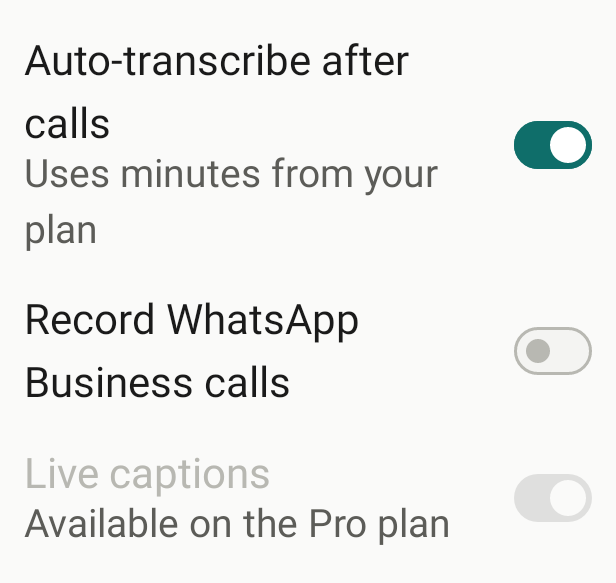 Auto-transcribe after
calls
Uses minutes from your
plan
Record WhatsApp
Business calls
Live captions
Available on the Pro plan